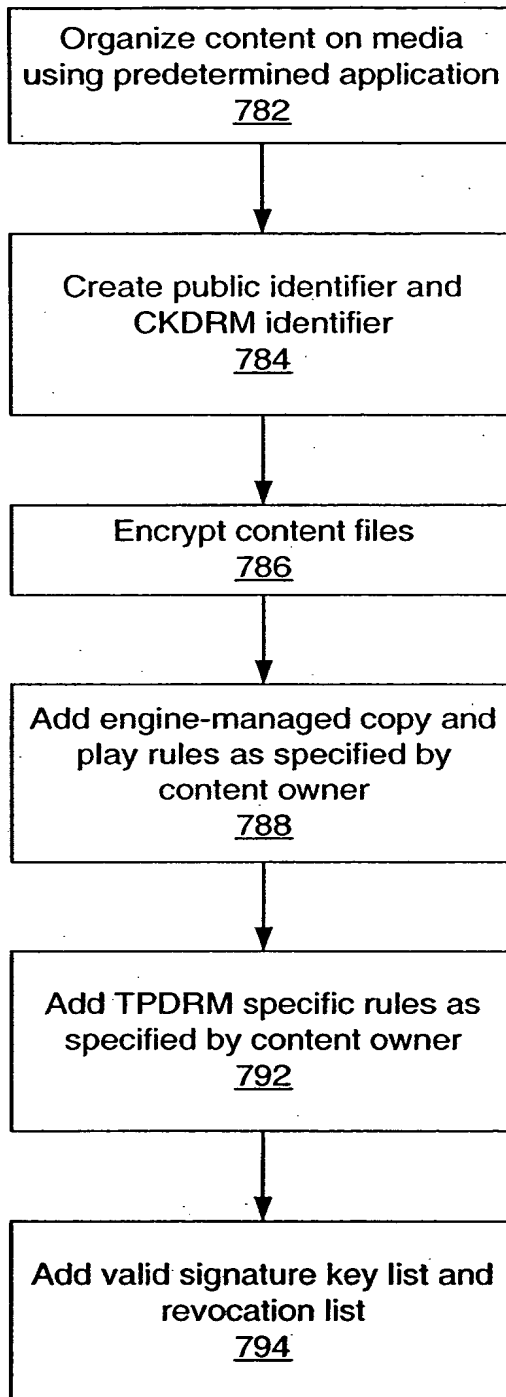 Organize content on media
using predetermined application
782
Create public identifier and
CKDRM identifier
784
Encrypt content files
786
Add engine-managed copy and
play rules as specified by
content owner
788
Add TPDRM specific rules as
specified by content owner
792
Add valid signature key list and
revocation list
794